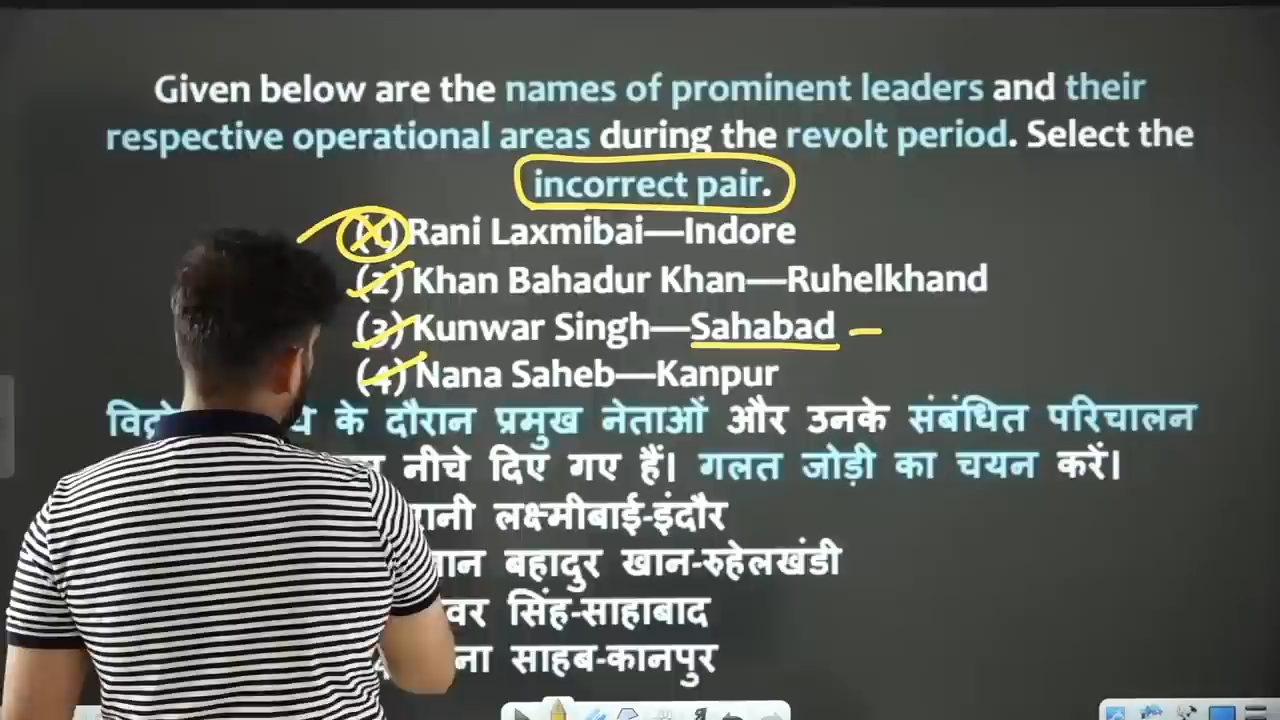 Given below are the names of prominent leaders and their
respective operational areas during the revolt period. Select the
incorrect pair.
(1) Rani Laxmibai—Indore
(2) Khan Bahadur Khan—Ruhelkhand
(3) Kunwar Singh—Sahabad
(4) Nana Saheb—Kanpur
के दौरान प्रमुख नेताओं और उनके संबंधित परिचालन
नीचे दिए गए हैं। गलत जोड़ी का चयन करें।
रानी लक्ष्मीबाई-इंदौर
बहादुर खान-रुहेलखंडी
सिंह-साहाबाद
साहब-कानपुर